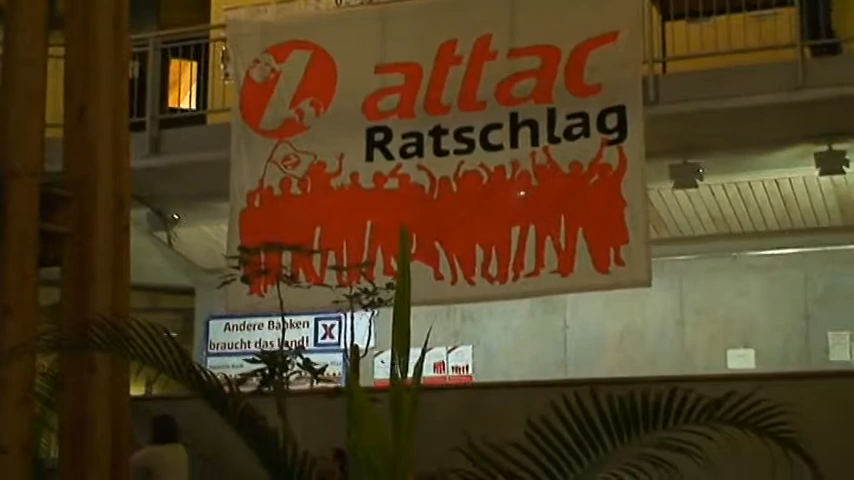 attac
Ratschlag
Andere Banken
braucht das Land!
X